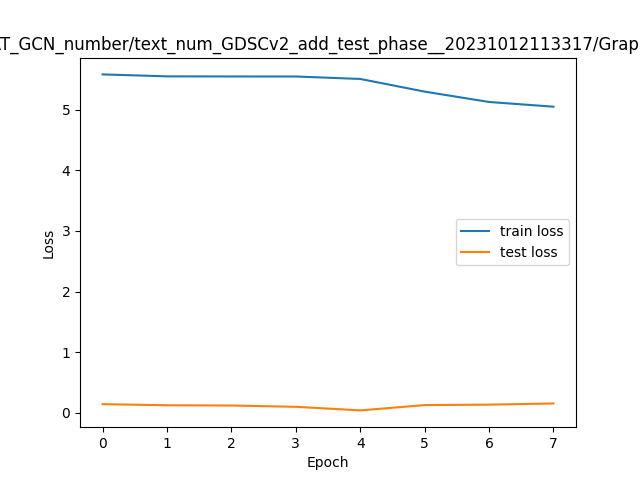 AT_GCN_number/text_num_GDSCv2_add_test_phase__20231012113317/Grap
Loss
5
4
3
2
1
0
train loss
test loss
0 1 2 3 4 5 6 7
Epoch